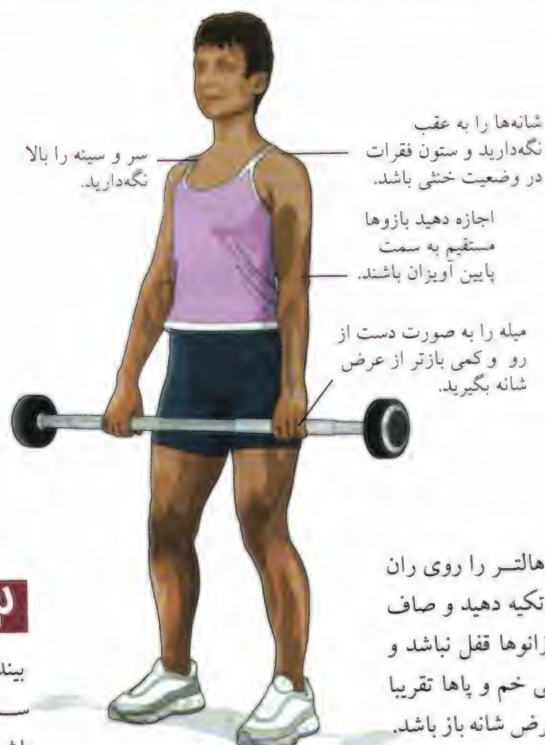 شانه‌ها را به عقب
نگه‌دارید و ستون فقرات
در وضعیت خنثی باشد.
سر و سینه را بالا
نگه‌دارید.
اجازه دهید بازوها
مستقیم به سمت
پایین آویزان باشند.
میله را به صورت دست از
رو و کمی بازتر از عرض
شانه بگیرید.
هالتر را روی ران
تکیه دهید و صاف
زانوها قفل نباشد و
خم و پاها تقریبا
عرض شانه باز باشد.